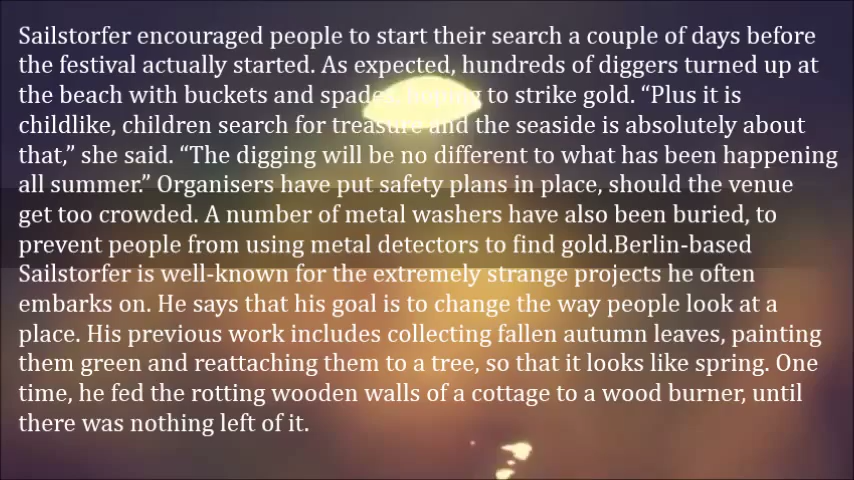 Sailstorfer encouraged people to start their search a couple of days before
the festival actually started. As expected, hundreds of diggers turned up at
the beach with buckets and spades, hoping to strike gold. “Plus it is
childlike, children search for treasure and the seaside is absolutely about
that,” she said. “The digging will be no different to what has been happening
all summer.” Organisers have put safety plans in place, should the venue
get too crowded. A number of metal washers have also been buried, to
prevent people from using metal detectors to find gold.Berlin-based
Sailstorfer is well-known for the extremely strange projects he often
embarks on. He says that his goal is to change the way people look at a
place. His previous work includes collecting fallen autumn leaves, painting
them green and reattaching them to a tree, so that it looks like spring. One
time, he fed the rotting wooden walls of a cottage to a wood burner, until
there was nothing left of it.